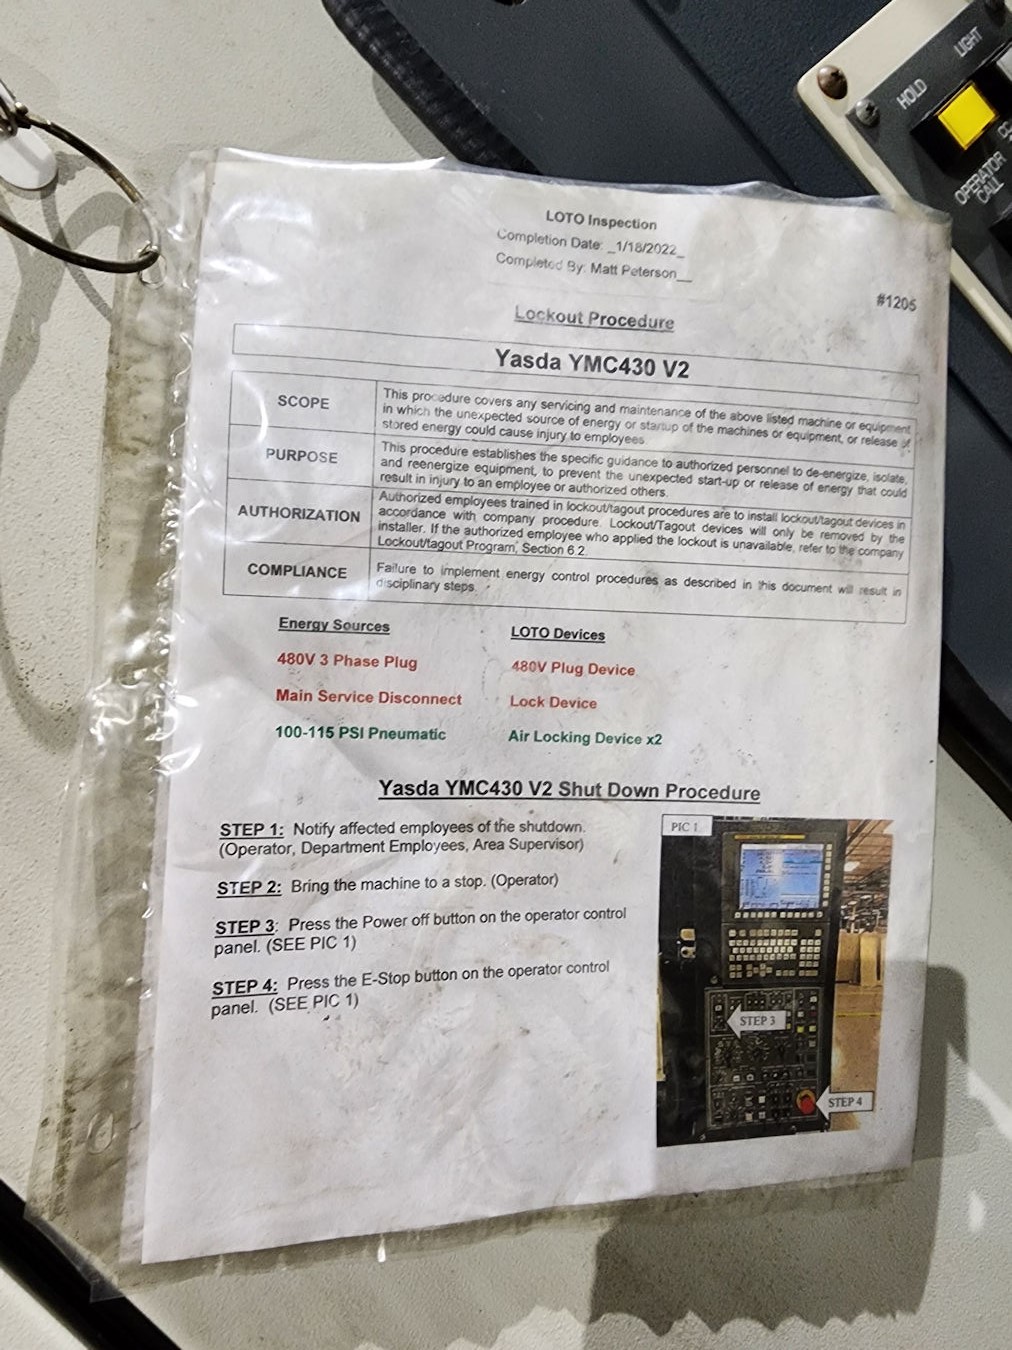 HOLD
LIGHT
OPERATOR
CALL
LOTO Inspection
Completion Date: _1/18/2022_
Completed By: Matt Peterson__
#1205
Lockout Procedure
Yasda YMC430 V2
SCOPE
This procedure covers any servicing and maintenance of the above listed machine or equipment
in which the unexpected source of energy or startup of the machines or equipment, or release of
stored energy could cause injury to employees
PURPOSE
This procedure establishes the specific guidance to authorized personnel to de-energize, isolate,
and reenergize equipment, to prevent the unexpected start-up or release of energy that could
result in injury to an employee or authorized others.
AUTHORIZATION
Authorized employees trained in lockout/tagout procedures are to install lockout/tagout devices in
accordance with company procedure. Lockout/Tagout devices will only be removed by the
installer. If the authorized employee who applied the lockout is unavailable, refer to the company
Lockout/tagout Program, Section 6.2.
COMPLIANCE
Failure to implement energy control procedures as described in this document will result in
disciplinary steps.
Energy Sources
LOTO Devices
480V 3 Phase Plug
480V Plug Device
Main Service Disconnect
Lock Device
100-115 PSI Pneumatic
Air Locking Device x2
Yasda YMC430 V2 Shut Down Procedure
STEP 1: Notify affected employees of the shutdown.
(Operator, Department Employees, Area Supervisor)
STEP 2: Bring the machine to a stop. (Operator)
STEP 3: Press the Power off button on the operator control
panel. (SEE PIC 1)
STEP 4: Press the E-Stop button on the operator control
panel. (SEE PIC 1)
PIC 1
STEP 3
STEP 4